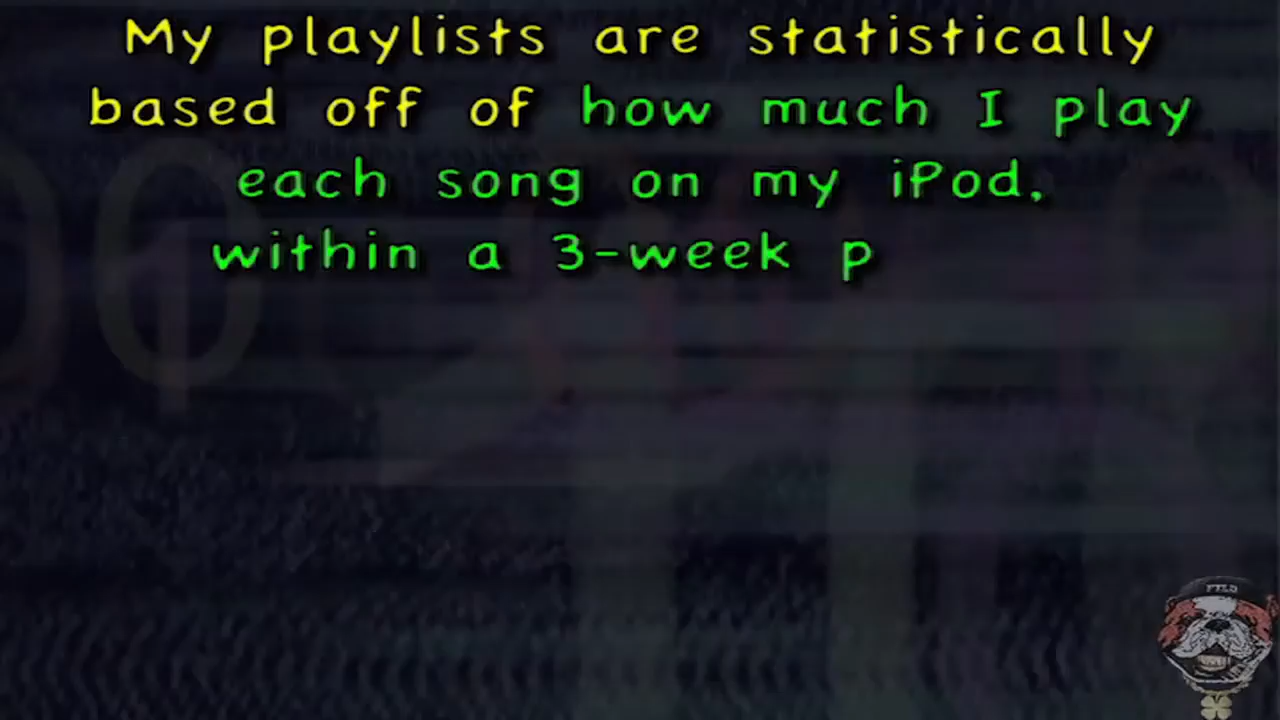 My playlists are statistically
based off of how much I play
each song on my iPod,
within a 3-week p